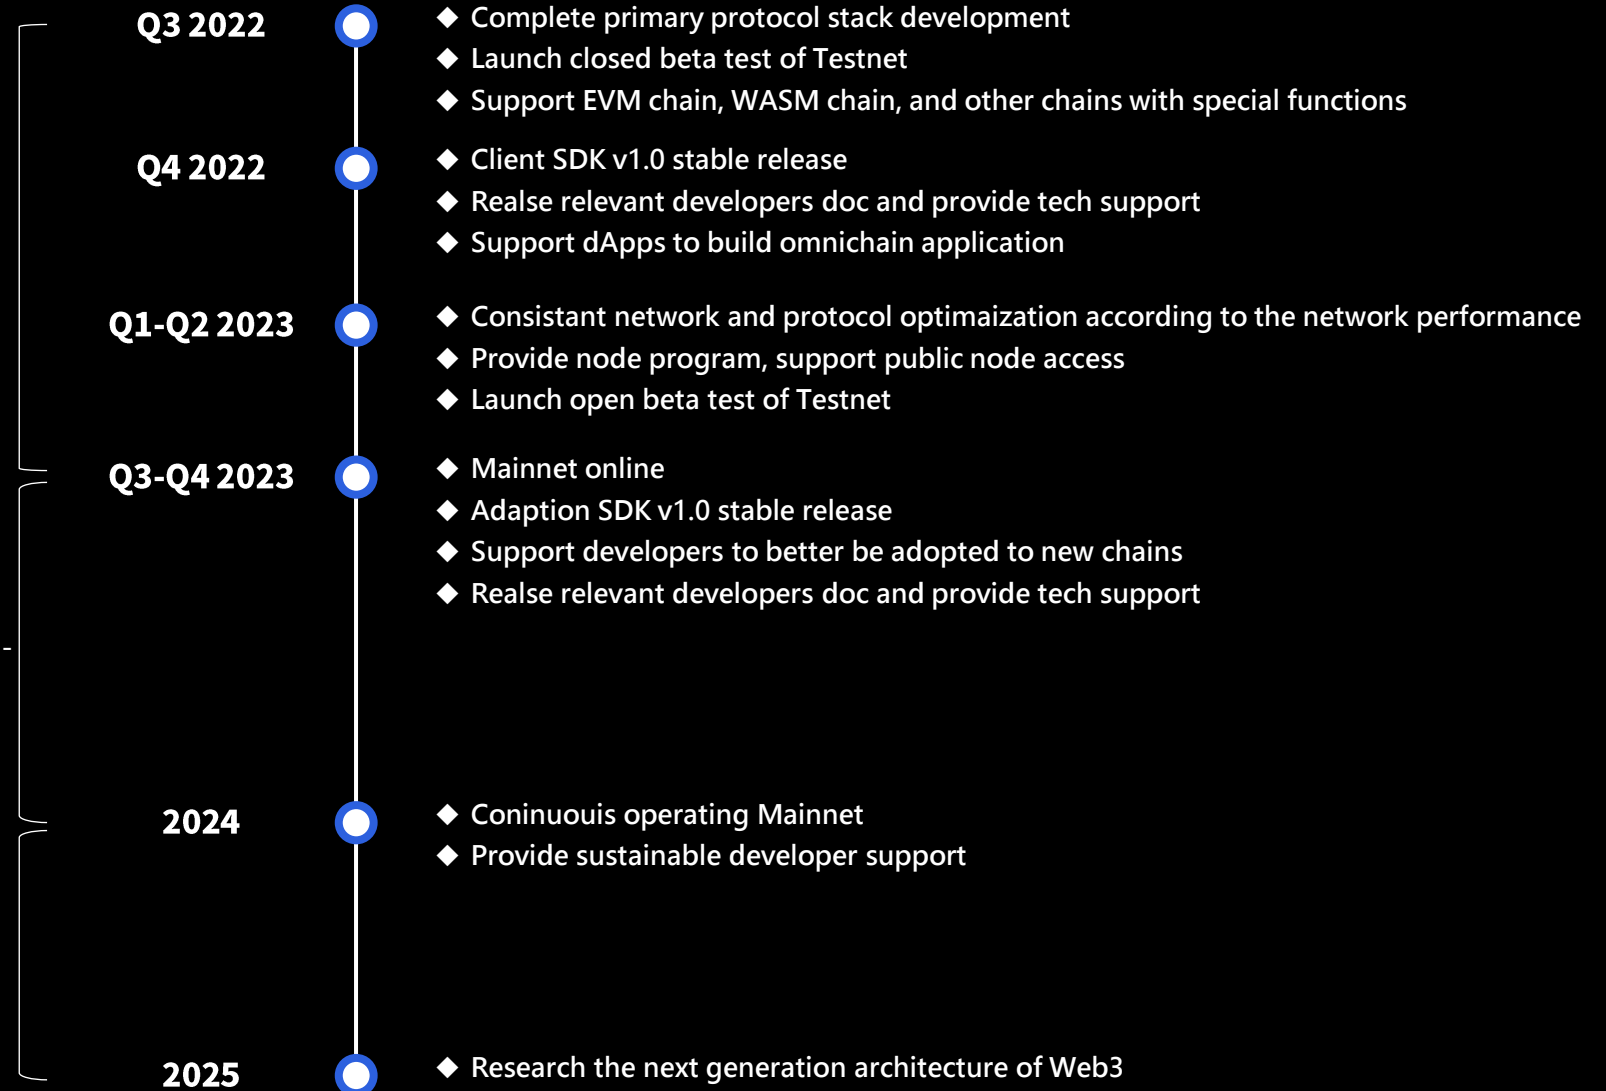 Q3 2022
◆ Complete primary protocol stack development
◆ Launch closed beta test of Testnet
◆ Support EVM chain, WASM chain, and other chains with special functions
Q4 2022
◆ Client SDK v1.0 stable release
◆ Realse relevant developers doc and provide tech support
◆ Support dApps to build omnichain application
Q1-Q2 2023
◆ Consistant network and protocol optimaization according to the network performance
◆ Provide node program, support public node access
◆ Launch open beta test of Testnet
Q3-Q4 2023
◆ Mainnet online
◆ Adaption SDK v1.0 stable release
◆ Support developers to better be adopted to new chains
◆ Realse relevant developers doc and provide tech support
-
2024
◆ Coninuouis operating Mainnet
◆ Provide sustainable developer support
2025
◆ Research the next generation architecture of Web3